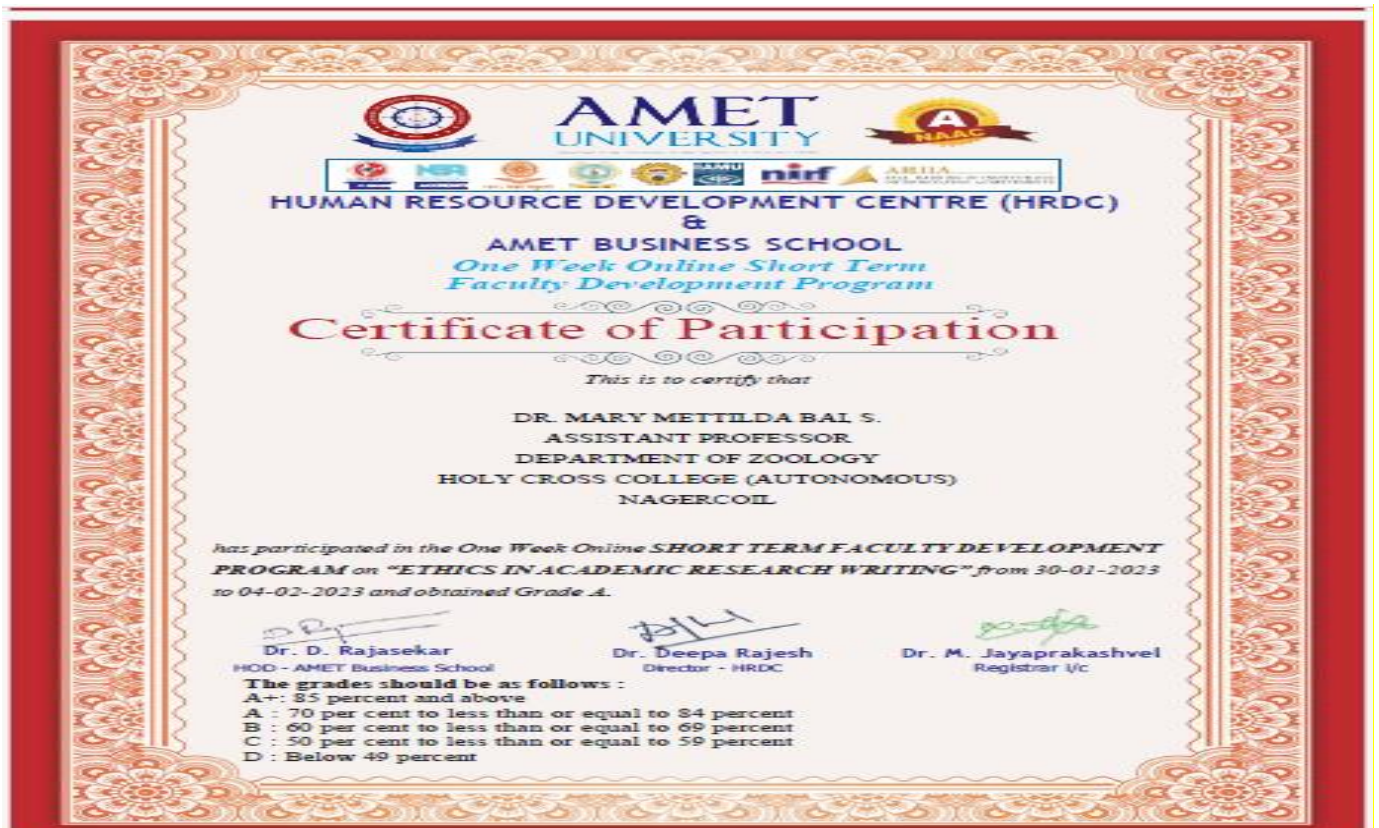 AMET
UNIVERSITY
A
NAAC
nirf
ARIIA
HUMAN RESOURCE DEVELOPMENT CENTRE (HRDC)
&
AMET BUSINESS SCHOOL
One Week Online Short Term
Faculty Development Program
Certificate of Participation
This is to certify that
DR. MARY METTILDA BAI, S.
ASSISTANT PROFESSOR
DEPARTMENT OF ZOOLOGY
HOLY CROSS COLLEGE (AUTONOMOUS)
NAGERCOIL
has participated in the One Week Online SHORT TERM FACULTY DEVELOPMENT
PROGRAM on "ETHICS IN ACADEMIC RESEARCH WRITING" from 30-01-2023
to 04-02-2023 and obtained Grade A.
Dr. D. Rajasekar Dr. Deepa Rajesh Dr. M. Jayaprakashvel
HOD - AMET Business School Director - HRDC Registrar i/c
The grades should be as follows :
A+: 85 percent and above
A : 70 per cent to less than or equal to 84 percent
B : 60 per cent to less than or equal to 69 percent
C : 50 per cent to less than or equal to 59 percent
D : Below 49 percent